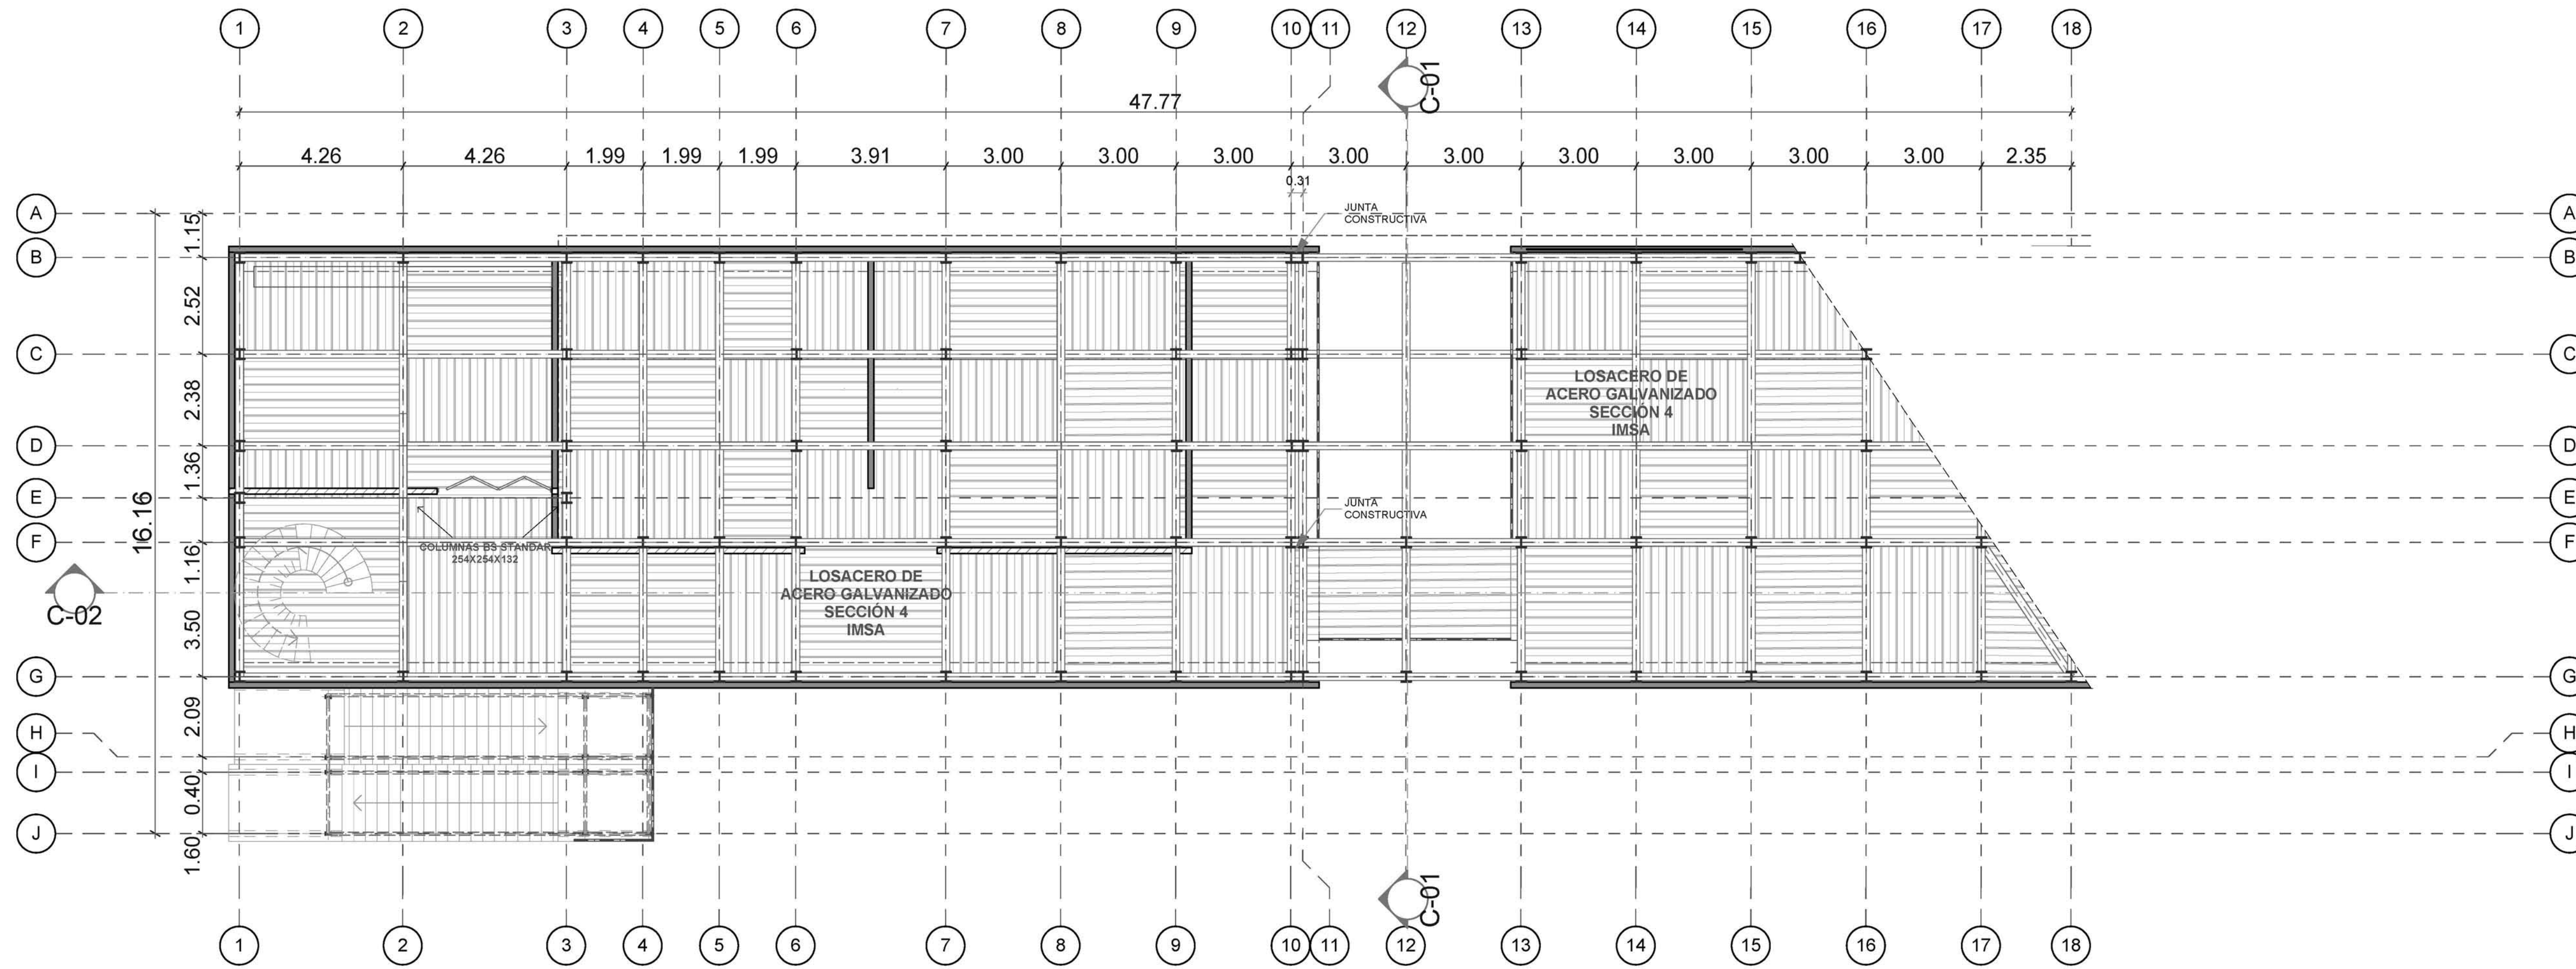 1 2 3 4 5 6 7 8 9 10 11 12 13 14 15 16 17 18
C-01
47.77
4.26 4.26 1.99 1.99 1.99 3.91 3.00 3.00 3.00 3.00 3.00 3.00 3.00 3.00 3.00 2.35
0.31
JUNTA
CONSTRUCTIVA
A A
1.15
B B
2.52
C C
2.38
LOSACERO DE
ACERO GALVANIZADO
SECCIÓN 4
IMSA
D D
1.36
E E
16.16
JUNTA
CONSTRUCTIVA
F F
COLUMNAS BS STANDAR
254X254X132
1.16
LOSACERO DE
ACERO GALVANIZADO
SECCIÓN 4
IMSA
C-02
3.50
G G
2.09
H H
I I
0.40
J J
1.60
C-01
1 2 3 4 5 6 7 8 9 10 11 12 13 14 15 16 17 18